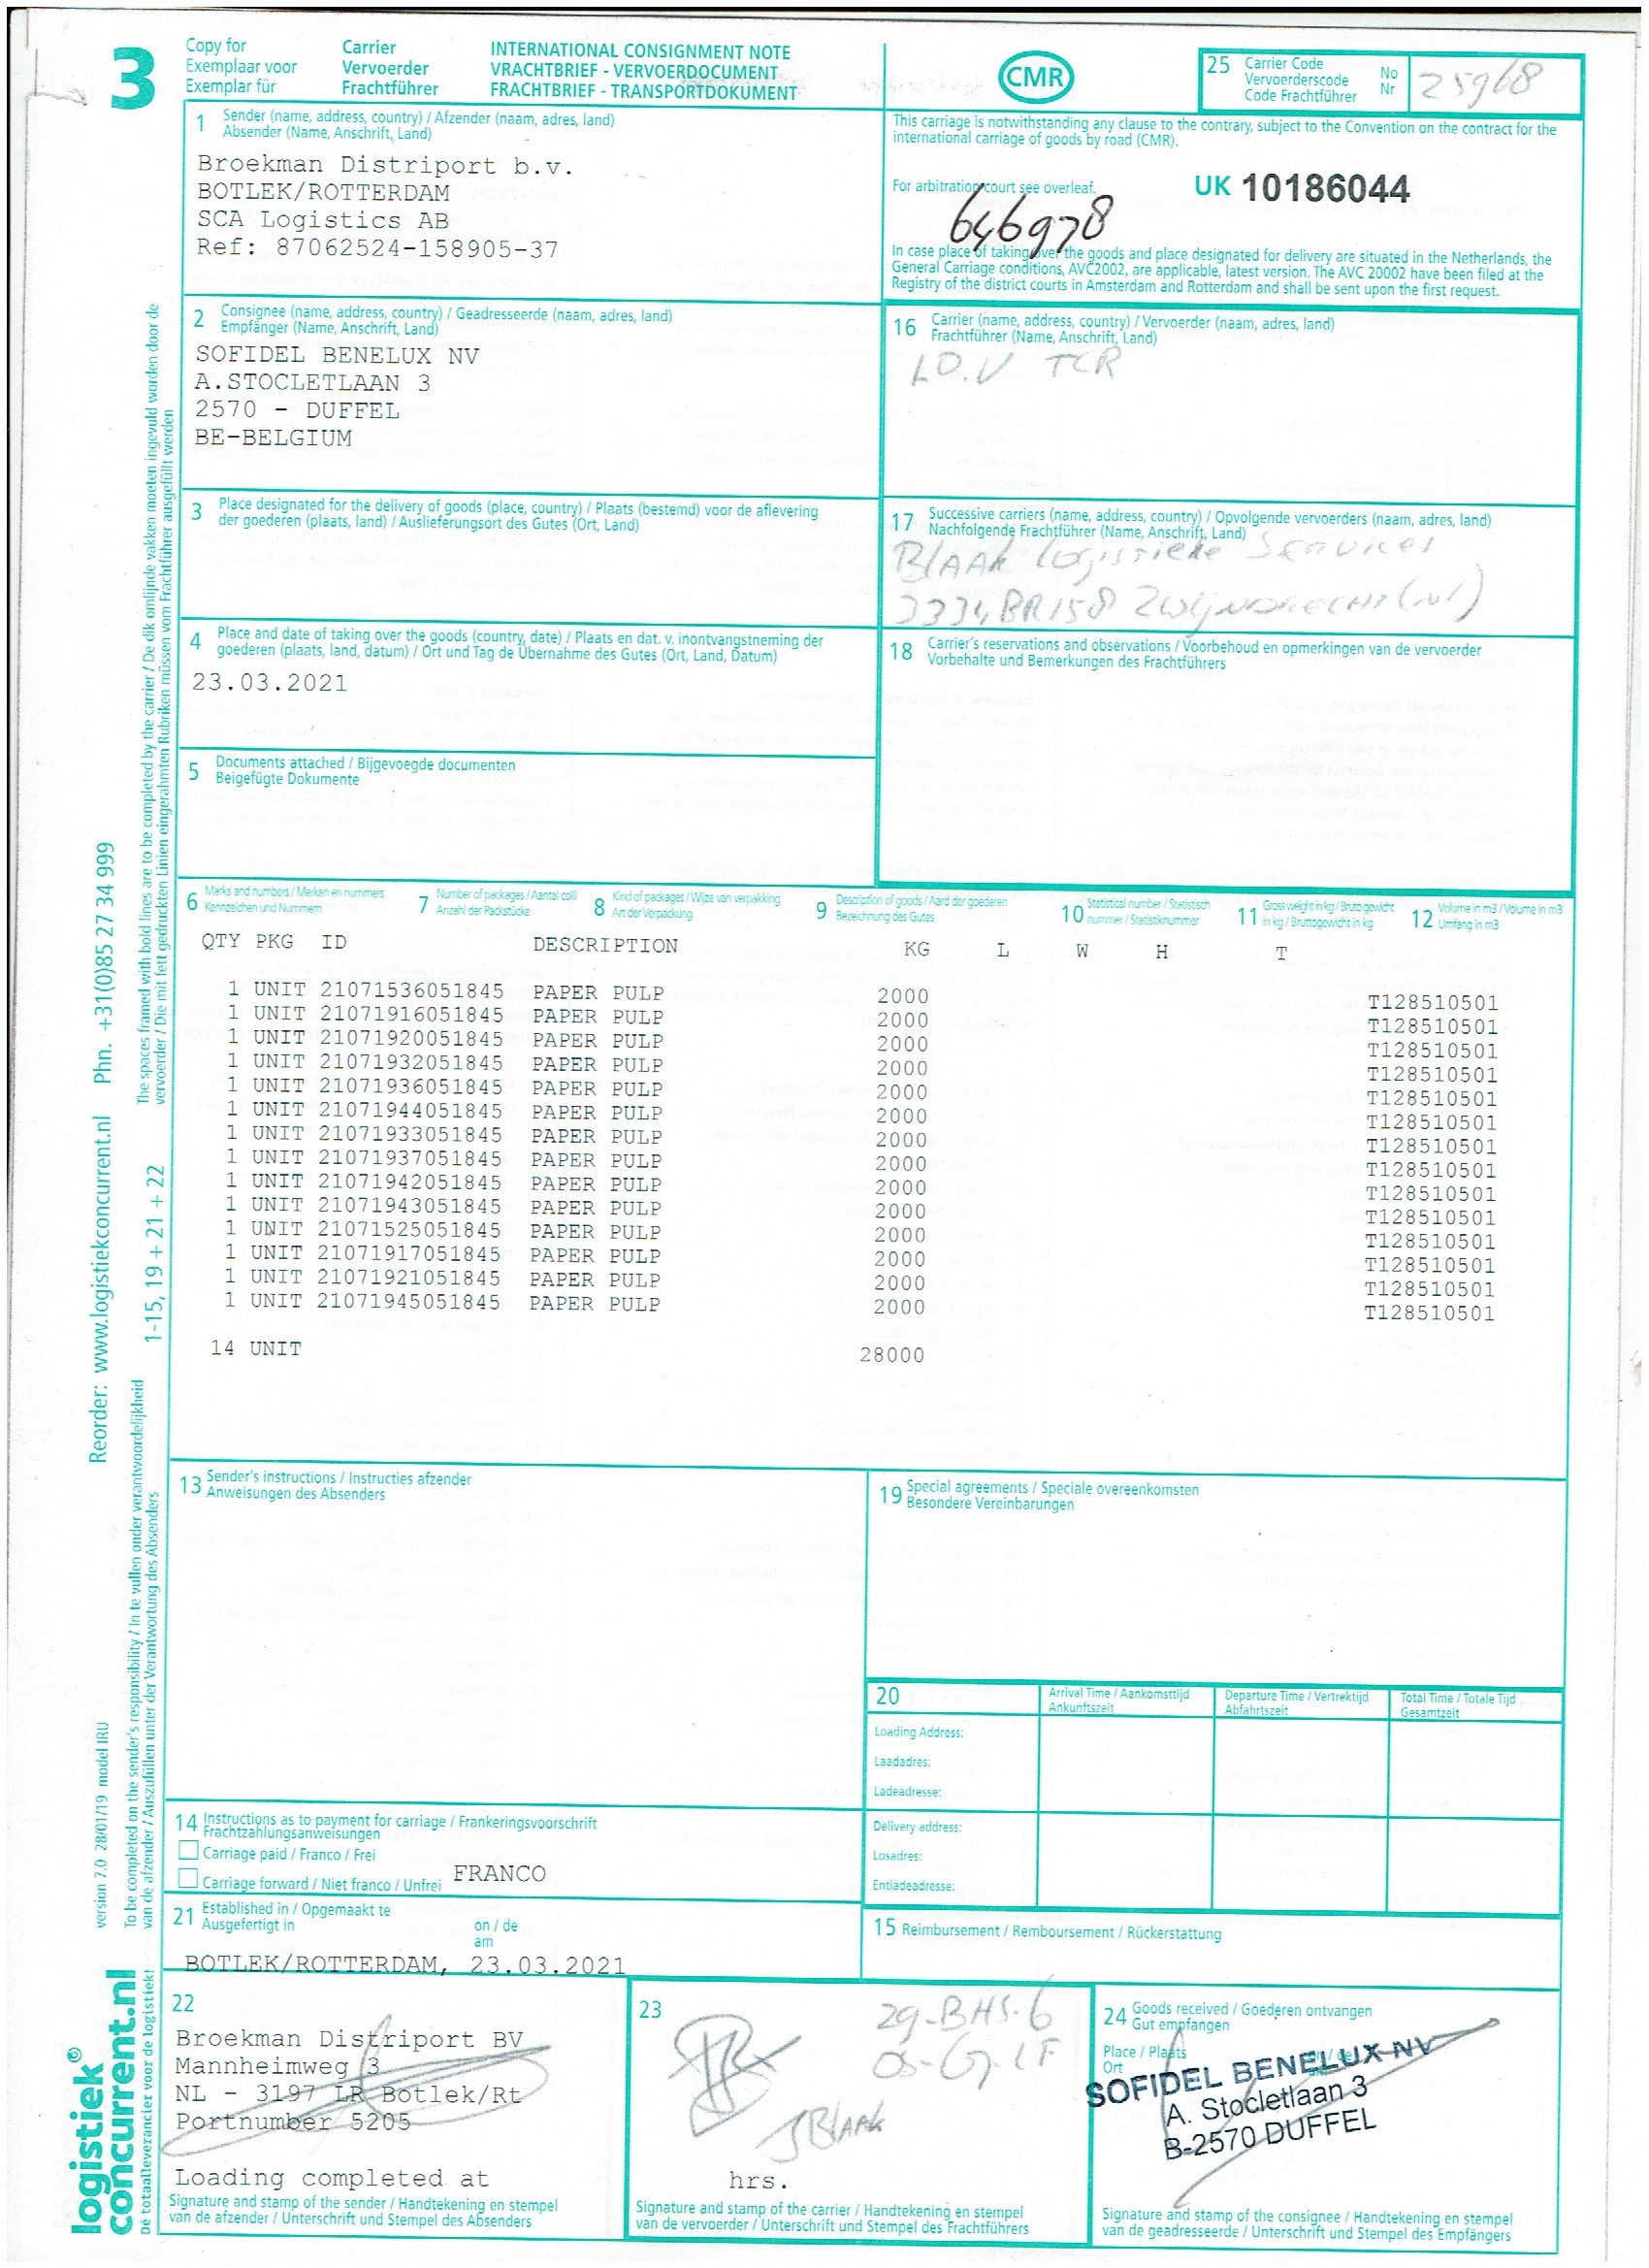 3
Copy for
Exemplaar voor
Exemplar für
Carrier
Vervoerder
Frachtführer
INTERNATIONAL CONSIGNMENT NOTE
VRACHTBRIEF - VERVOERDOCUMENT
FRACHTBRIEF - TRANSPORTDOKUMENT
CMR
25 Carrier Code
Vervoerderscode
Code Frachtführer
No
Nr
25968
1 Sender (name, address, country) / Afzender (naam, adres, land)
Absender (Name, Anschrift, Land)
Broekman Distriport b.v.
BOTLEK/ROTTERDAM
SCA Logistics AB
Ref: 87062524-158905-37
This carriage is notwithstanding any clause to the contrary, subject to the Convention on the contract for the
international carriage of goods by road (CMR).
For arbitration court see overleaf.
UK 10186044
646978
In case place of taking over the goods and place designated for delivery are situated in the Netherlands, the
General Carriage conditions, AVC2002, are applicable, latest version. The AVC 20002 have been filed at the
Registry of the district courts in Amsterdam and Rotterdam and shall be sent upon the first request.
2 Consignee (name, address, country) / Geadresseerde (naam, adres, land)
Empfänger (Name, Anschrift, Land)
SOFIDEL BENELUX NV
A.STOCLETLAAN 3
2570 - DUFFEL
BE-BELGIUM
16 Carrier (name, address, country) / Vervoerder (naam, adres, land)
Frachtführer (Name, Anschrift, Land)
I.O.V TCR
3 Place designated for the delivery of goods (place, country) / Plaats (bestemd) voor de aflevering
der goederen (plaats, land) / Auslieferungsort des Gutes (Ort, Land)
17 Successive carriers (name, address, country) / Opvolgende vervoerders (naam, adres, land)
Nachfolgende Frachtführer (Name, Anschrift, Land)
Blaak Logistieke Services
3334BR158 Zwijndrecht (NL)
4 Place and date of taking over the goods (country, date) / Plaats en dat. v. inontvangstneming der
goederen (plaats, land, datum) / Ort und Tag de Übernahme des Gutes (Ort, Land, Datum)
23.03.2021
18 Carrier's reservations and observations / Voorbehoud en opmerkingen van de vervoerder
Vorbehalte und Bemerkungen des Frachtführers
5 Documents attached / Bijgevoegde documenten
Beigefügte Dokumente
6 Marks and numbers / Merken en nummers
Kennzeichen und Nummern
7 Number of packages / Aantal colli
Anzahl der Packstücke
8 Kind of packages / Wijze van verpakking
Art der Verpackung
9 Description of goods / Aard der goederen
Bezeichnung des Gutes
10 Statistical number / Statistisch
nummer / Statistiknummer
11 Gross weight in kg / Bruto gewicht
in kg / Bruttogewicht in kg
12 Volume in m3 / Volume in m3
Umfang in m3
QTY PKG ID DESCRIPTION KG L W H T
1 UNIT 21071536051845 PAPER PULP 2000 T128510501
1 UNIT 21071916051845 PAPER PULP 2000 T128510501
1 UNIT 21071920051845 PAPER PULP 2000 T128510501
1 UNIT 21071932051845 PAPER PULP 2000 T128510501
1 UNIT 21071936051845 PAPER PULP 2000 T128510501
1 UNIT 21071944051845 PAPER PULP 2000 T128510501
1 UNIT 21071933051845 PAPER PULP 2000 T128510501
1 UNIT 21071937051845 PAPER PULP 2000 T128510501
1 UNIT 21071942051845 PAPER PULP 2000 T128510501
1 UNIT 21071943051845 PAPER PULP 2000 T128510501
1 UNIT 21071525051845 PAPER PULP 2000 T128510501
1 UNIT 21071917051845 PAPER PULP 2000 T128510501
1 UNIT 21071921051845 PAPER PULP 2000 T128510501
1 UNIT 21071945051845 PAPER PULP 2000 T128510501
14 UNIT 28000
13 Sender's instructions / Instructies afzender
Anweisungen des Absenders
19 Special agreements / Speciale overeenkomsten
Besondere Vereinbarungen
20
Arrival Time / Aankomsttijd
Ankunftszeit
Departure Time / Vertrektijd
Abfahrtszeit
Total Time / Totale Tijd
Gesamtzeit
Loading Address:
Laadadres:
Ladeadresse:
Delivery address:
Losadres:
Entladeadresse:
14 Instructions as to payment for carriage / Frankeringsvoorschrift
Frachtzahlungsanweisungen
Carriage paid / Franco / Frei
Carriage forward / Niet franco / Unfrei
FRANCO
21 Established in / Opgemaakt te
Ausgefertigt in
on / de
am
BOTLEK/ROTTERDAM, 23.03.2021
15 Reimbursement / Remboursement / Rückerstattung
22
Broekman Distriport BV
Mannheimweg 3
NL - 3197 LR Botlek/Rt
Portnumber 5205
Loading completed at
Signature and stamp of the sender / Handtekening en stempel
van de afzender / Unterschrift und Stempel des Absenders
23
29-BHS-6
J BLAAK
hrs.
Signature and stamp of the carrier / Handtekening en stempel
van de vervoerder / Unterschrift und Stempel des Frachtführers
24 Goods received / Goederen ontvangen
Gut empfangen
Place / Plaats
Ort
SOFIDEL BENELUX NV
A. Stocletlaan 3
B-2570 DUFFEL
Signature and stamp of the consignee / Handtekening en stempel
van de geadresseerde / Unterschrift und Stempel des Empfängers
The spaces framed with bold lines are to be completed by the carrier / De dik omlijnde vakken moeten ingevuld worden door de
vervoerder / Die mit fett gedruckten Linien eingerahmten Rubriken müssen vom Frachtführer ausgefüllt werden
Reorder: www.logistiekconcurrent.nl Phn. +31(0)85 27 34 999
1-15, 19 + 21 + 22
To be completed on the sender's responsibility / In te vullen onder verantwoordelijkheid
van de afzender / Auszufüllen unter der Verantwortung des Absenders
version 7.0 28/01/19 model IRU
logistiek®
concurrent.nl
Dé totaalleverancier voor de logistiek!